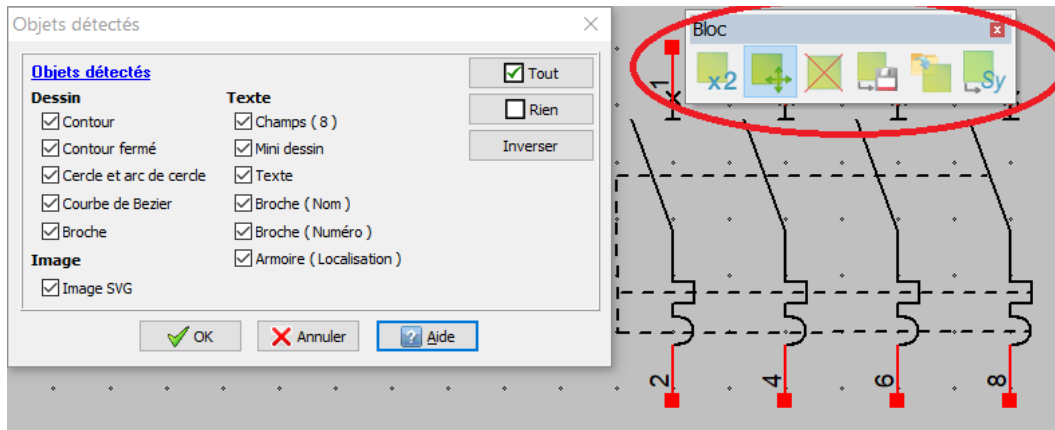 Objets détectés
Objets détectés
Dessin
Contour
Contour fermé
Cercle et arc de cercle
Courbe de Bezier
Broche
Image
Image SVG
Texte
Champs ( 8 )
Mini dessin
Texte
Broche ( Nom )
Broche ( Numéro )
Armoire ( Localisation )
Tout
Rien
Inverser
OK
Annuler
Aide
Bloc
x2
Sy
1
2
4
6
8